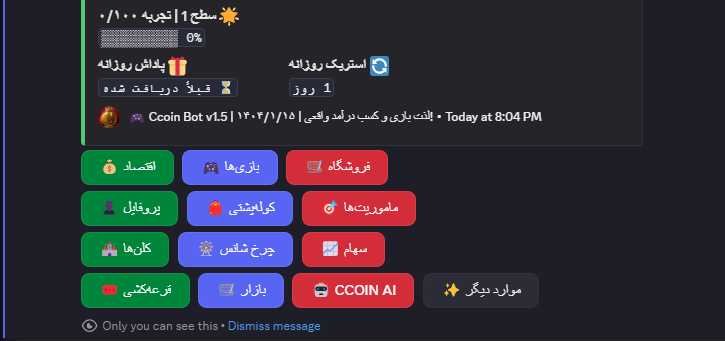 🌟 سطح 1 | تجربه ۰/۱۰۰
▒▒▒▒▒▒▒▒▒▒ 0%
🔄 استریک روزانه
1 روز
🎁 پاداش روزانه
⏳ قبلاً دریافت شده
🎮 Ccoin Bot v1.5 | ۱۴۰۴/۱/۱۵ | لذت بازی و کسب درآمد واقعی! • Today at 8:04 PM
💰 اقتصاد
🎮 بازی‌ها
🛒 فروشگاه
👤 پروفایل
🎒 کوله‌پشتی
🎯 ماموریت‌ها
🏰 کلن‌ها
🎡 چرخ شانس
📈 سهام
🎟️ قرعه‌کشی
🛒 بازار
🤖 CCOIN AI
✨ موارد دیگر
Only you can see this • Dismiss message